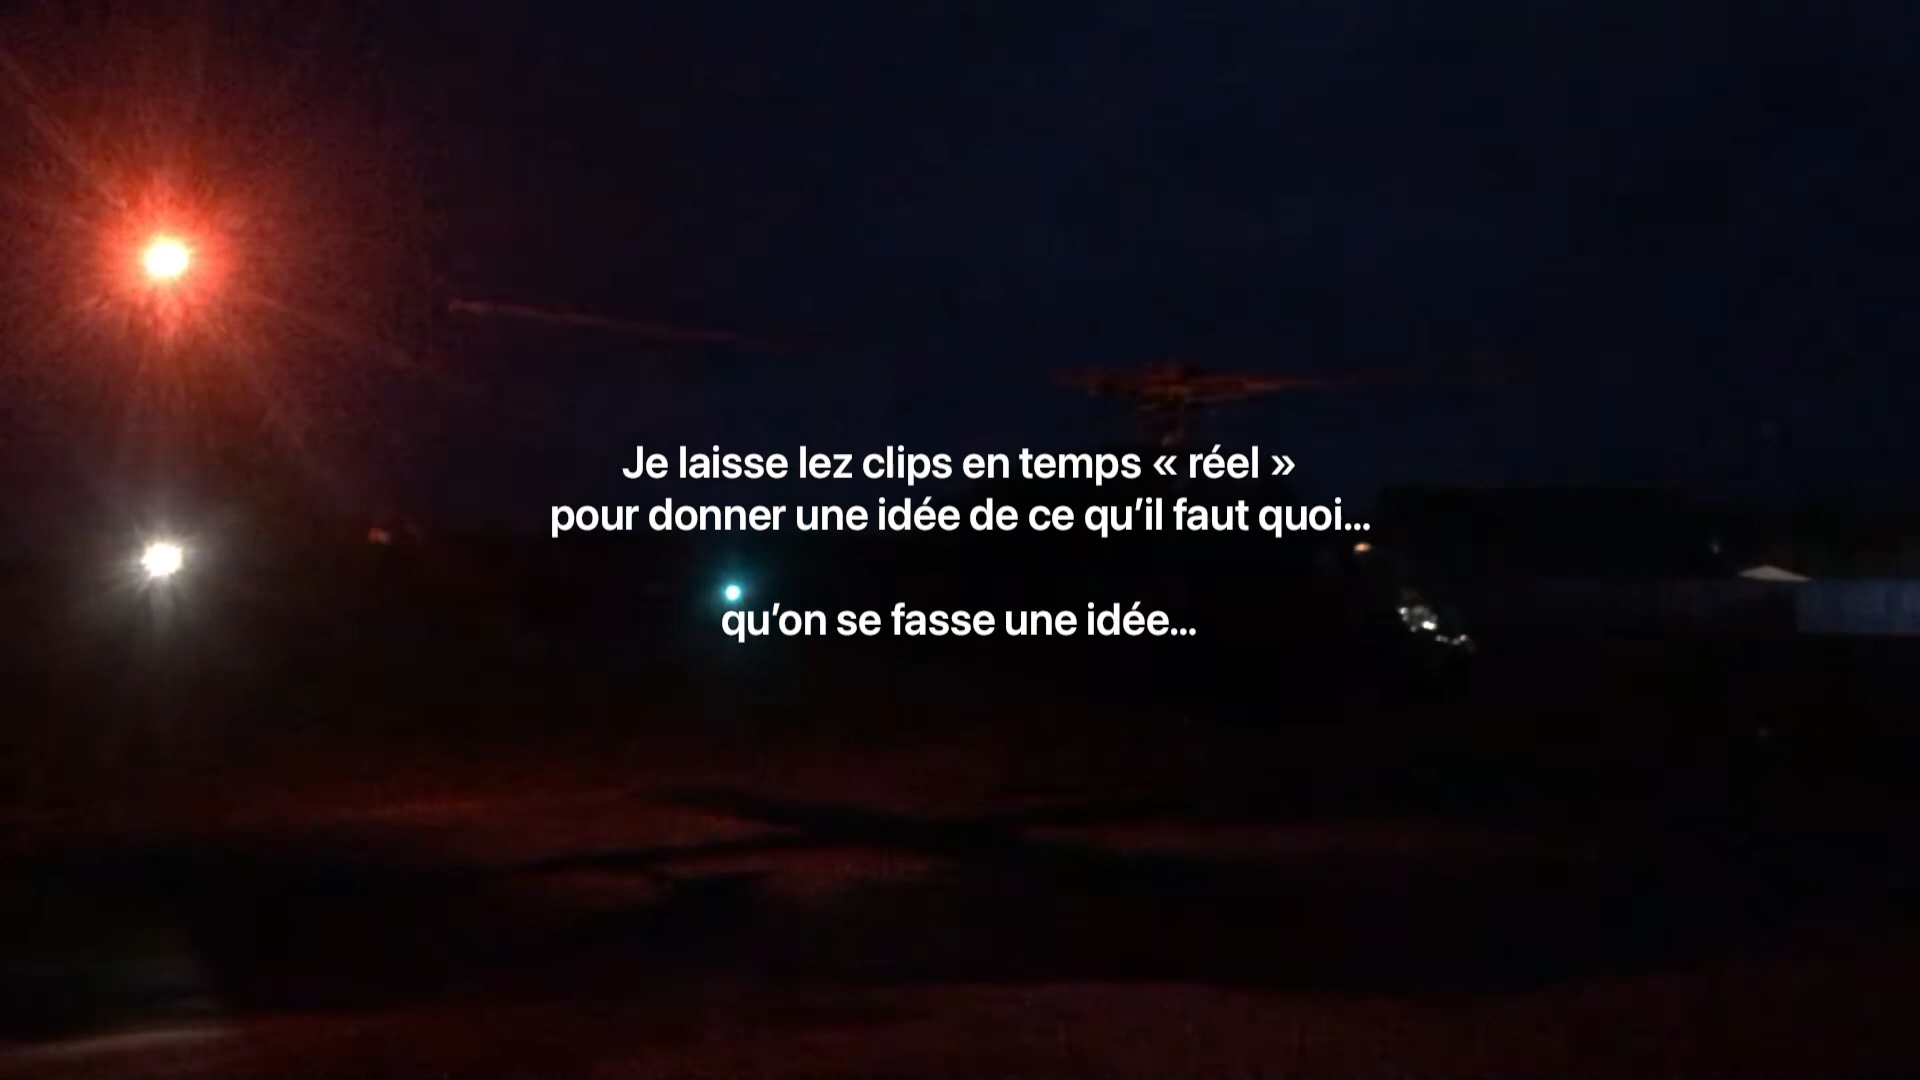 Je laisse lez clips en temps « réel »
pour donner une idée de ce qu’il faut quoi…
qu’on se fasse une idée…